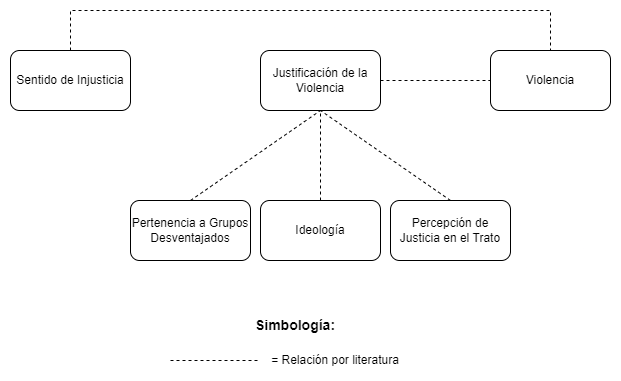 Sentido de Injusticia
Justificación de la
Violencia
Violencia
Pertenencia a Grupos
Desventajados
Ideología
Percepción de
Justicia en el Trato
Simbología:
= Relación por literatura